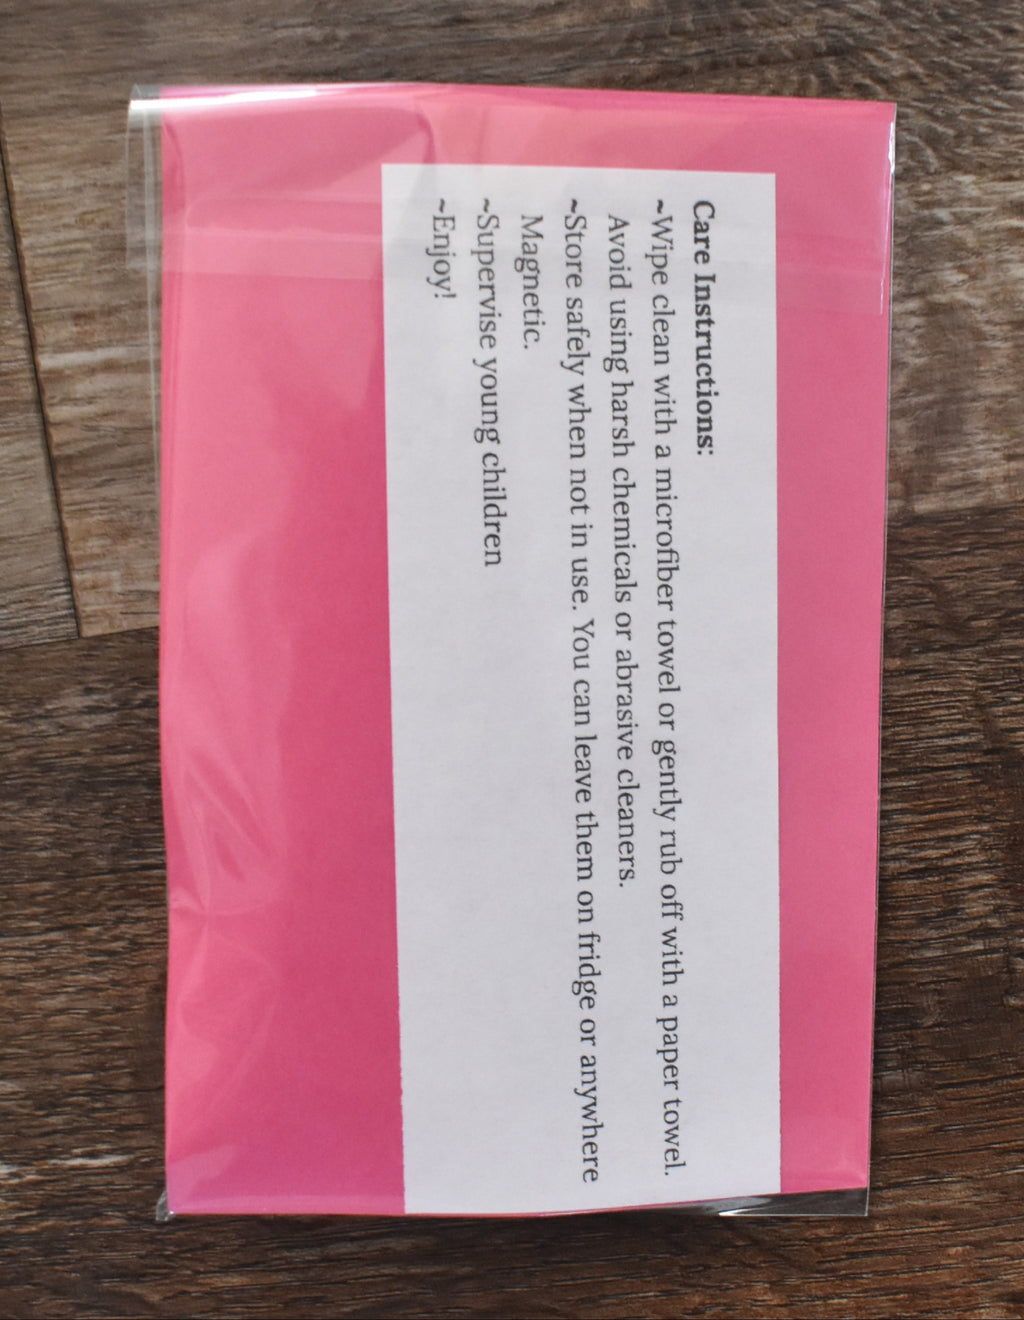 Care Instructions:
~Wipe clean with a microfiber towel or gently rub off with a paper towel.
Avoid using harsh chemicals or abrasive cleaners.
~Store safely when not in use. You can leave them on fridge or anywhere
Magnetic.
~Supervise young children
~Enjoy!